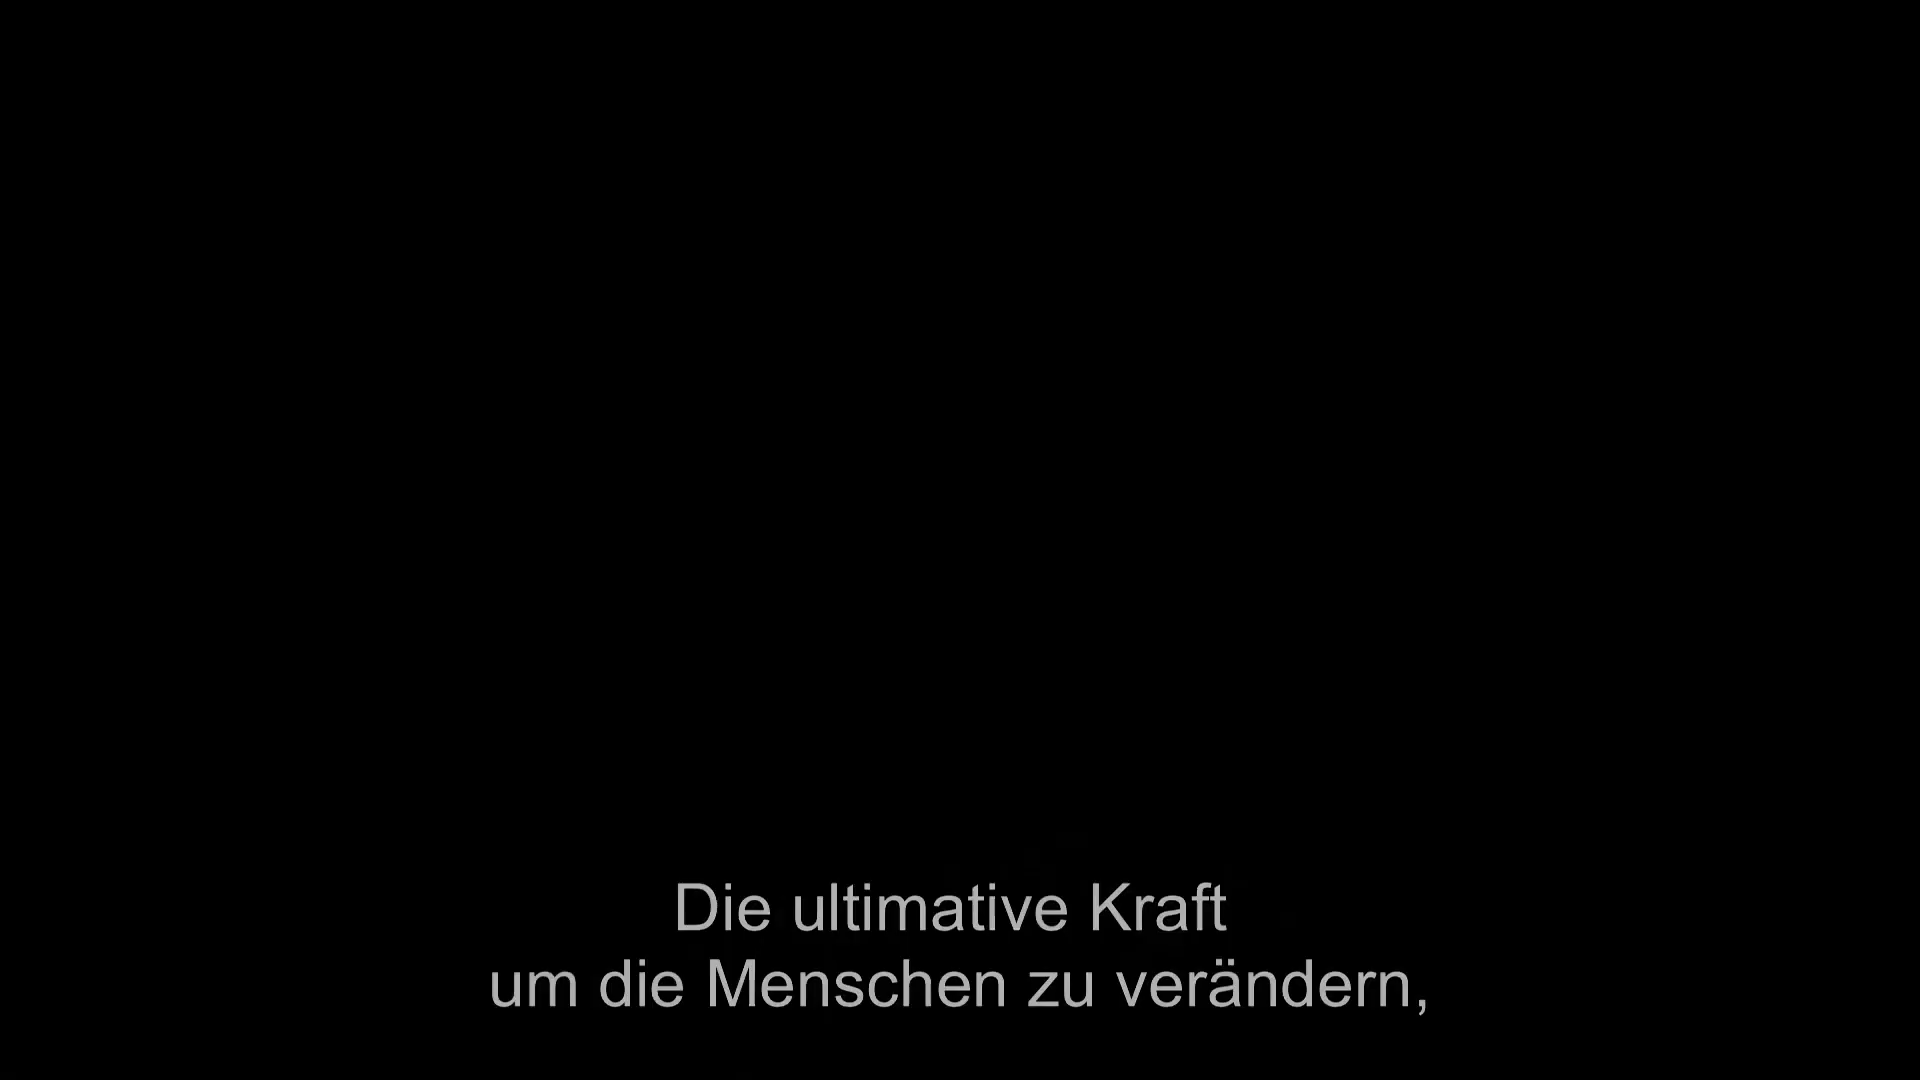 Die ultimative Kraft
um die Menschen zu verändern,